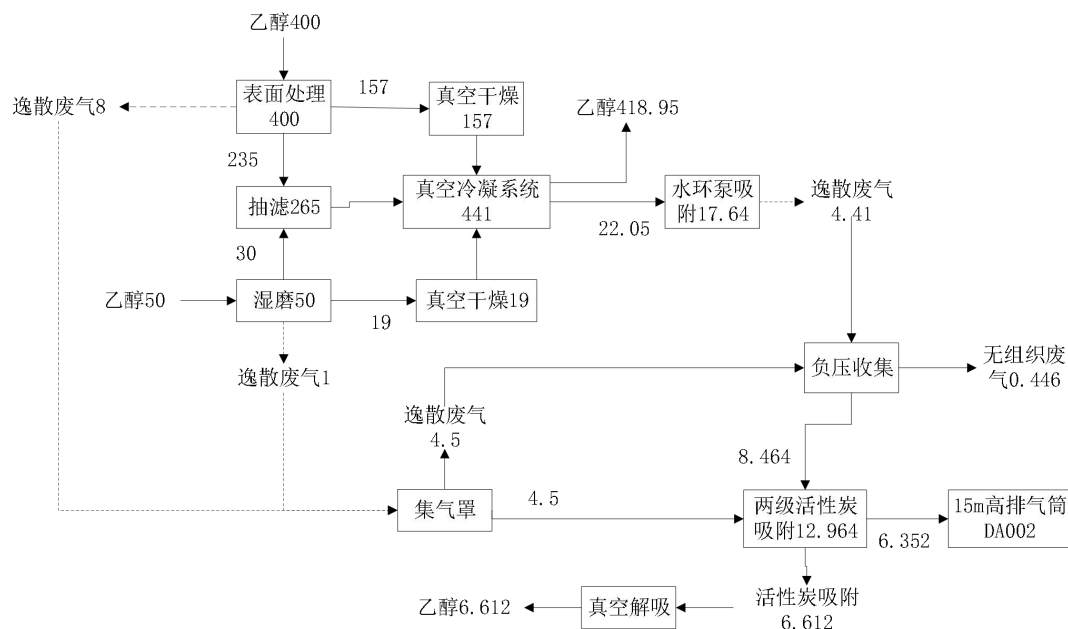 乙醇400
逸散废气8
表面处理
400
157
真空干燥
157
乙醇418.95
235
抽滤265
真空冷凝系统
441
22.05
水环泵吸
附17.64
逸散废气
4.41
30
乙醇50
湿磨50
19
真空干燥19
逸散废气1
负压收集
无组织废
气0.446
逸散废气
4.5
8.464
集气罩
4.5
两级活性炭
吸附12.964
6.352
15m高排气筒
DA002
乙醇6.612
真空解吸
活性炭吸附
6.612